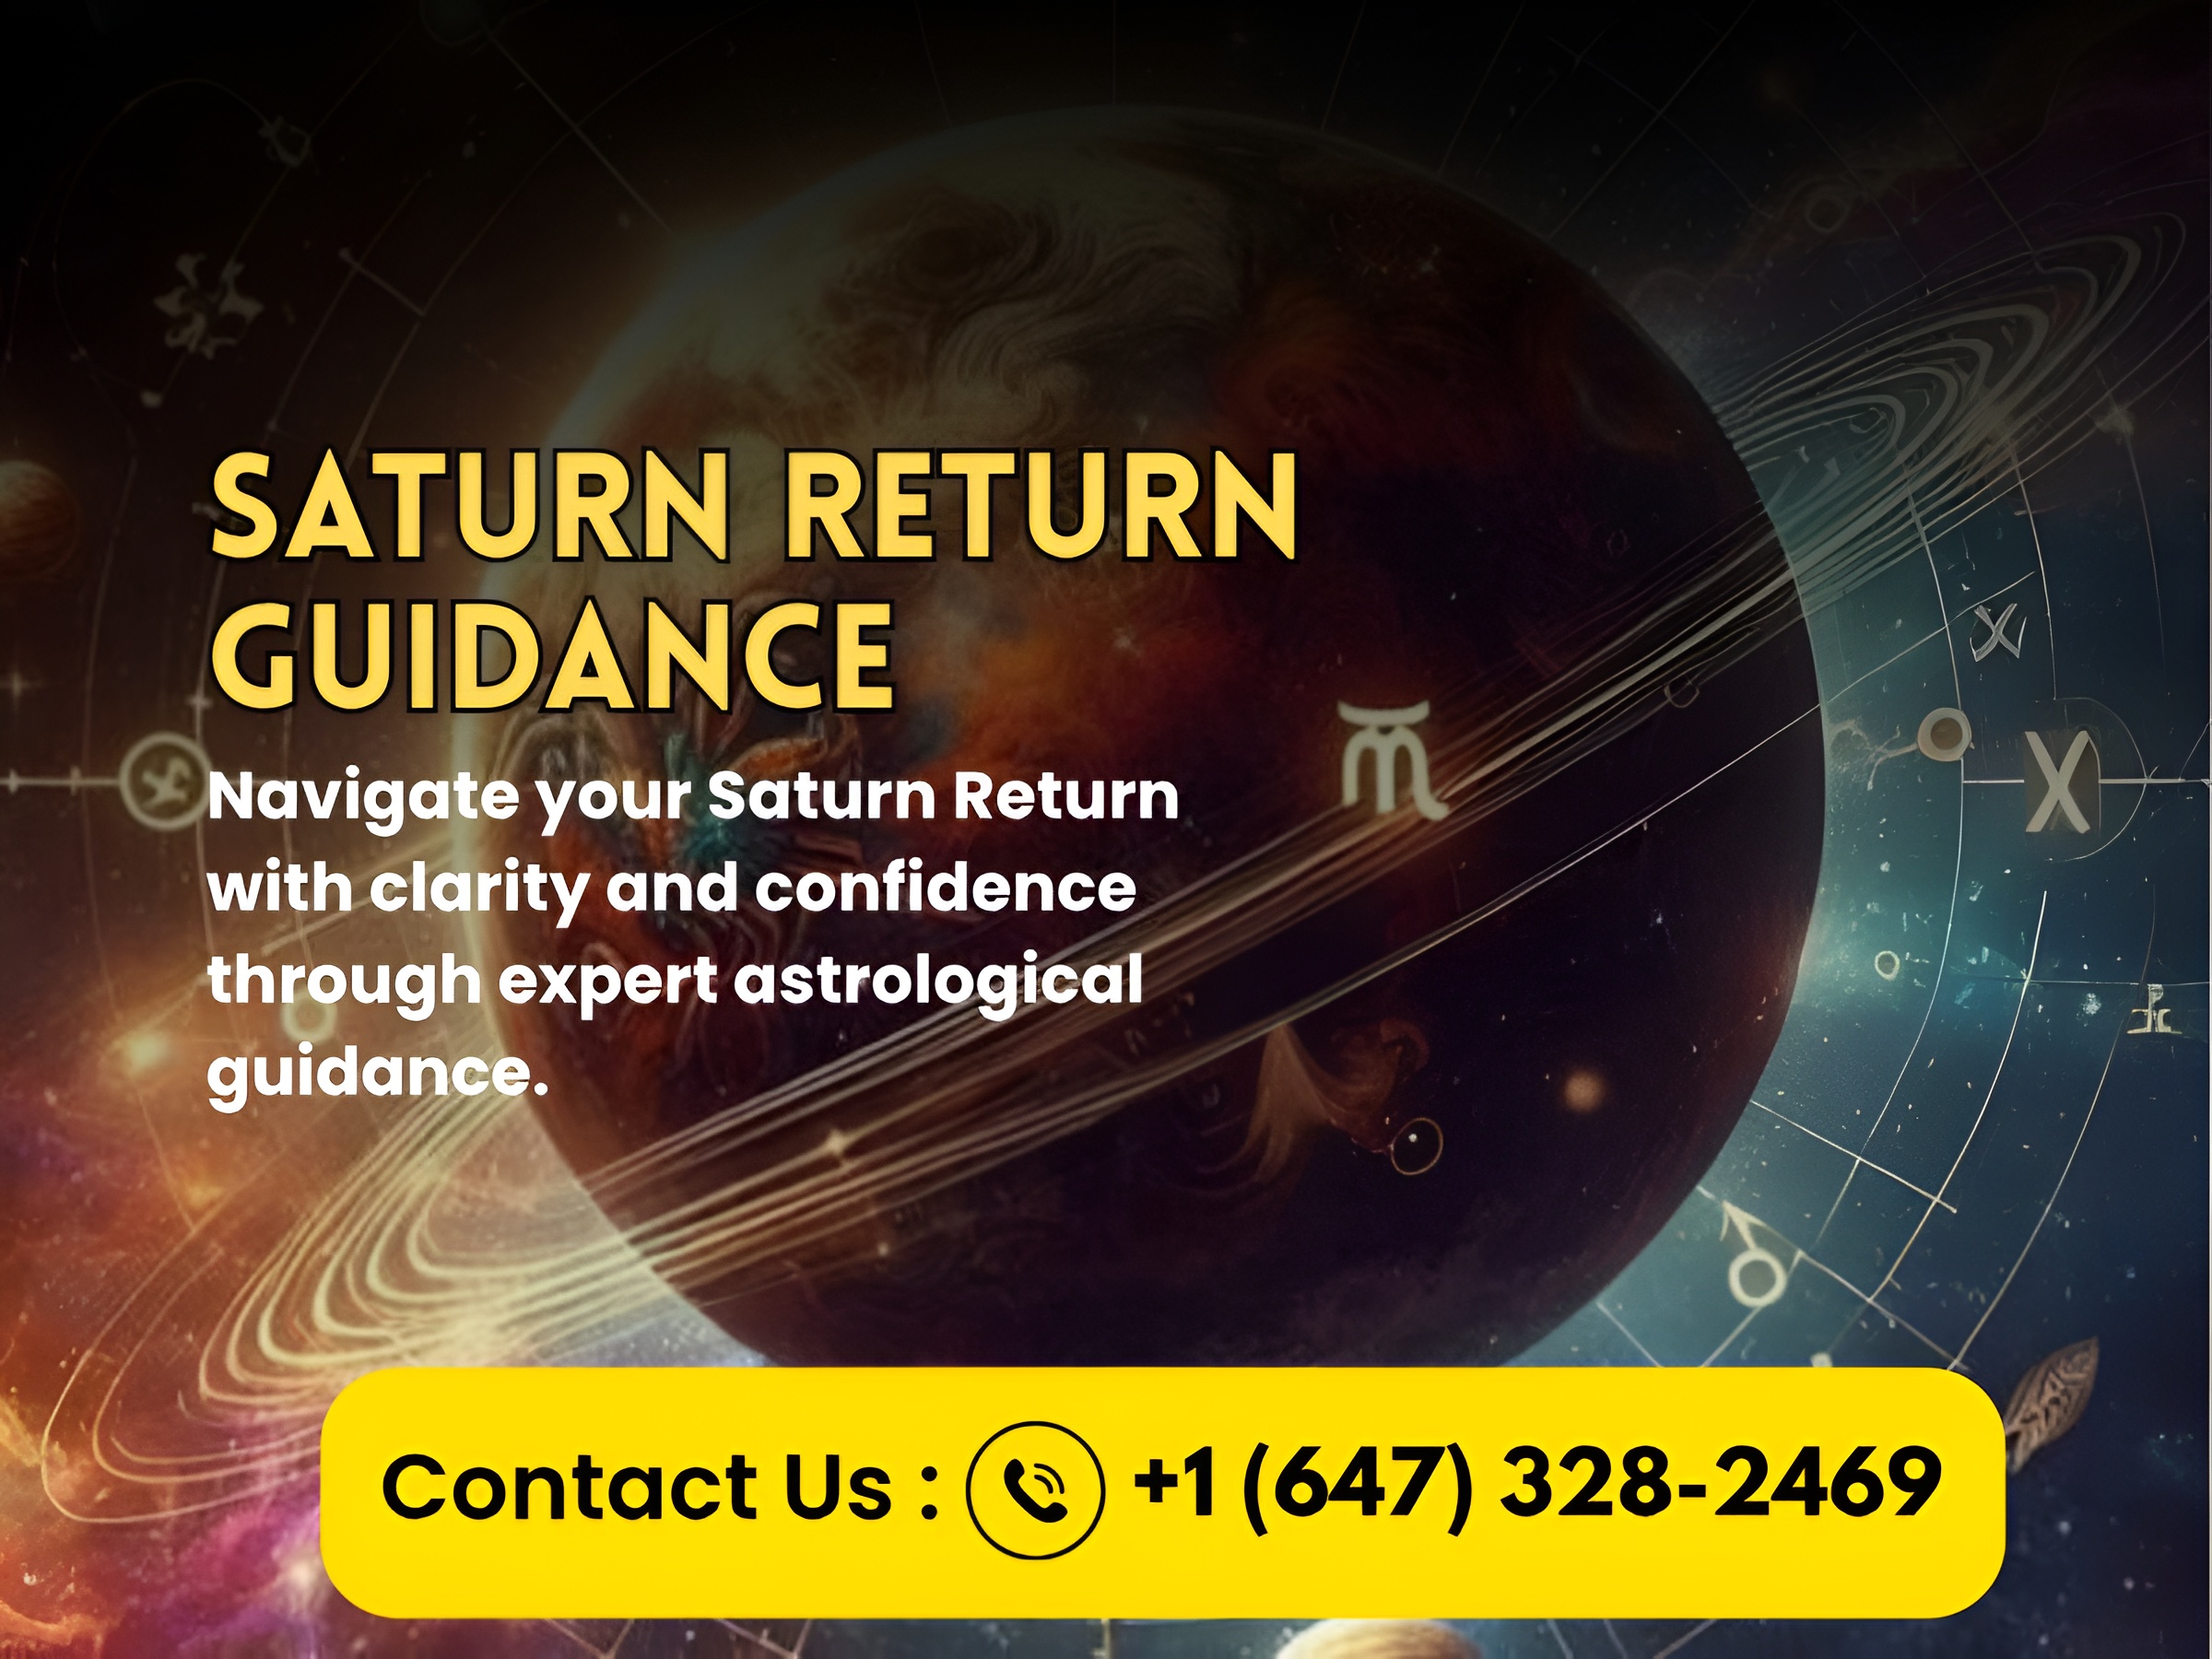 SATURN RETURN
GUIDANCE
Navigate your Saturn Return
with clarity and confidence
through expert astrological
guidance.
Contact Us : +1 (647) 328-2469